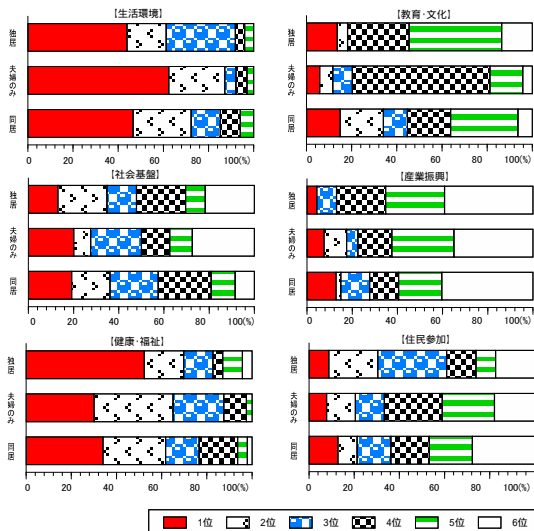 【生活環境】
独居
夫婦のみ
同居
0 20 40 60 80 100(%)
【教育・文化】
独居
夫婦のみ
同居
0 20 40 60 80 100(%)
【社会基盤】
独居
夫婦のみ
同居
0 20 40 60 80 100(%)
【産業振興】
独居
夫婦のみ
同居
0 20 40 60 80 100(%)
【健康・福祉】
独居
夫婦のみ
同居
0 20 40 60 80 100(%)
【住民参加】
独居
夫婦のみ
同居
0 20 40 60 80 100(%)
1位 2位 3位 4位 5位 6位